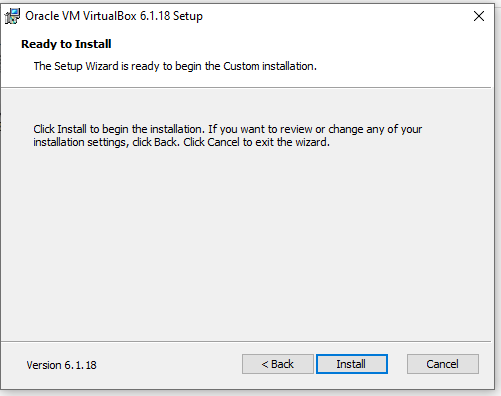 Oracle VM VirtualBox 6.1.18 Setup
Ready to Install
The Setup Wizard is ready to begin the Custom installation.
Click Install to begin the installation. If you want to review or change any of your
installation settings, click Back. Click Cancel to exit the wizard.
Version 6.1.18
< Back
Install
Cancel